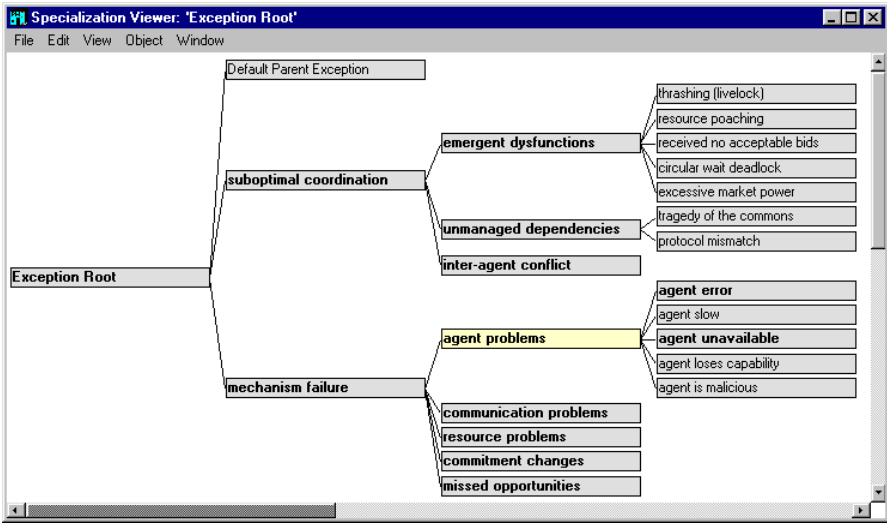 Specialization Viewer: 'Exception Root'
File Edit View Object Window
Default Parent Exception
thrashing (livelock)
resource poaching
emergent dysfunctions
received no acceptable bids
circular wait deadlock
suboptimal coordination
excessive market power
tragedy of the commons
unmanaged dependencies
protocol mismatch
inter-agent conflict
Exception Root
agent error
agent slow
agent problems
agent unavailable
agent loses capability
mechanism failure
agent is malicious
communication problems
resource problems
commitment changes
missed opportunities